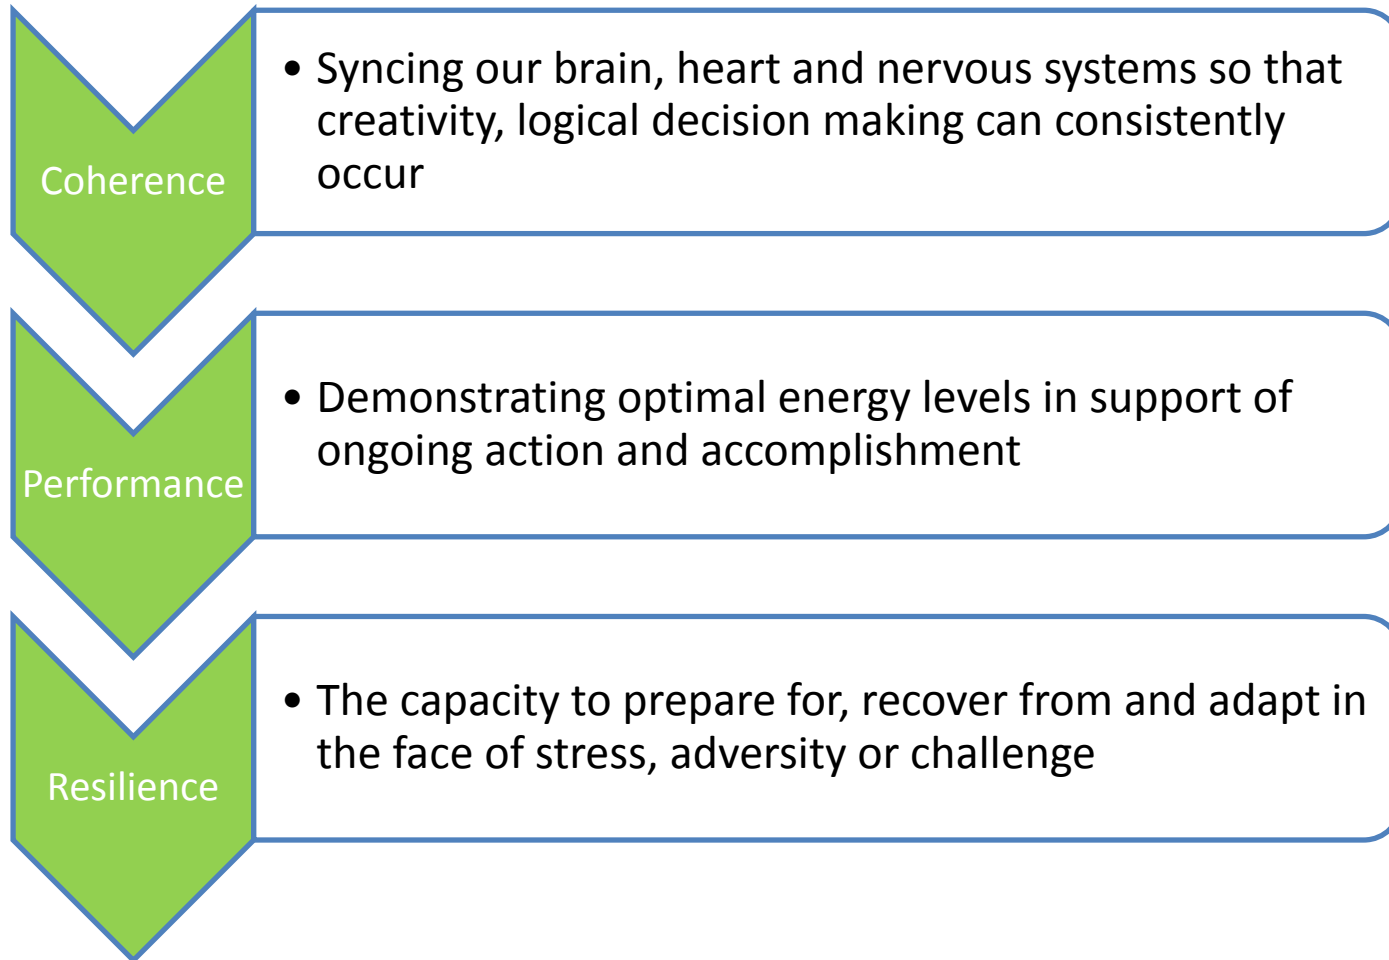 • Syncing our brain, heart and nervous systems so that
creativity, logical decision making can consistently
occur
Coherence
• Demonstrating optimal energy levels in support of
ongoing action and accomplishment
Performance
• The capacity to prepare for, recover from and adapt in
the face of stress, adversity or challenge
Resilience